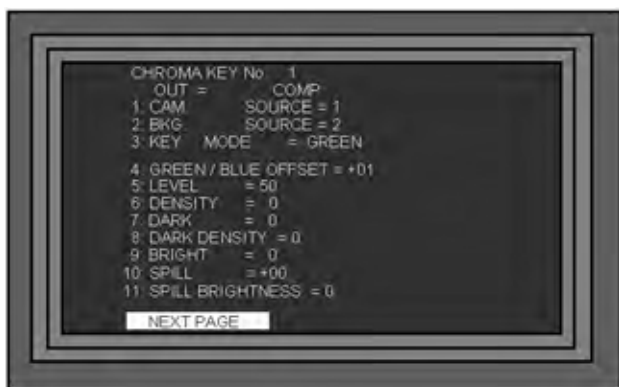 CHROMA KEY No 1
OUT = COMP
1: CAM SOURCE = 1
2: BKG SOURCE = 2
3: KEY MODE = GREEN
4: GREEN / BLUE OFFSET = +01
5: LEVEL = 50
6: DENSITY = 0
7: DARK = 0
8: DARK DENSITY = 0
9: BRIGHT = 0
10: SPILL = +00
11: SPILL BRIGHTNESS = 0
NEXT PAGE